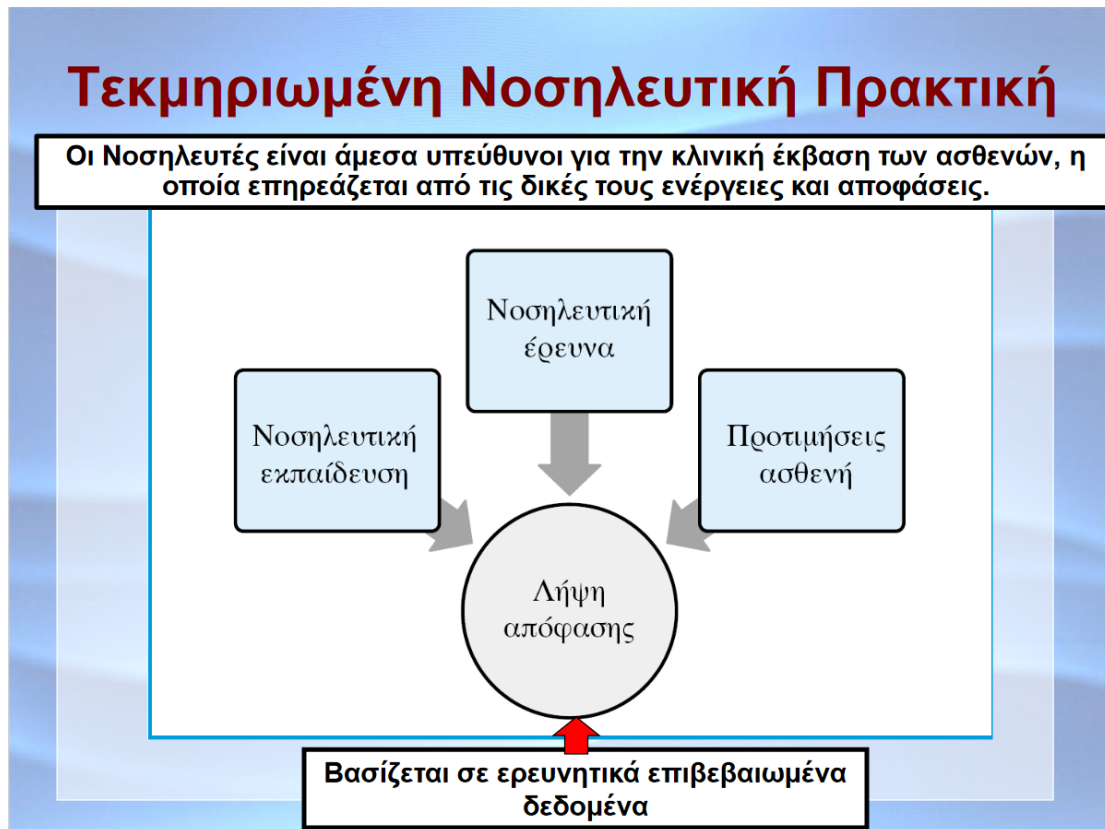 Τεκμηριωμένη Νοσηλευτική Πρακτική
Οι Νοσηλευτές είναι άμεσα υπεύθυνοι για την κλινική έκβαση των ασθενών, η
οποία επηρεάζεται από τις δικές τους ενέργειες και αποφάσεις.
Νοσηλευτική
έρευνα
Νοσηλευτική
εκπαίδευση
Προτιμήσεις
ασθενή
Λήψη
απόφασης
Βασίζεται σε ερευνητικά επιβεβαιωμένα
δεδομένα